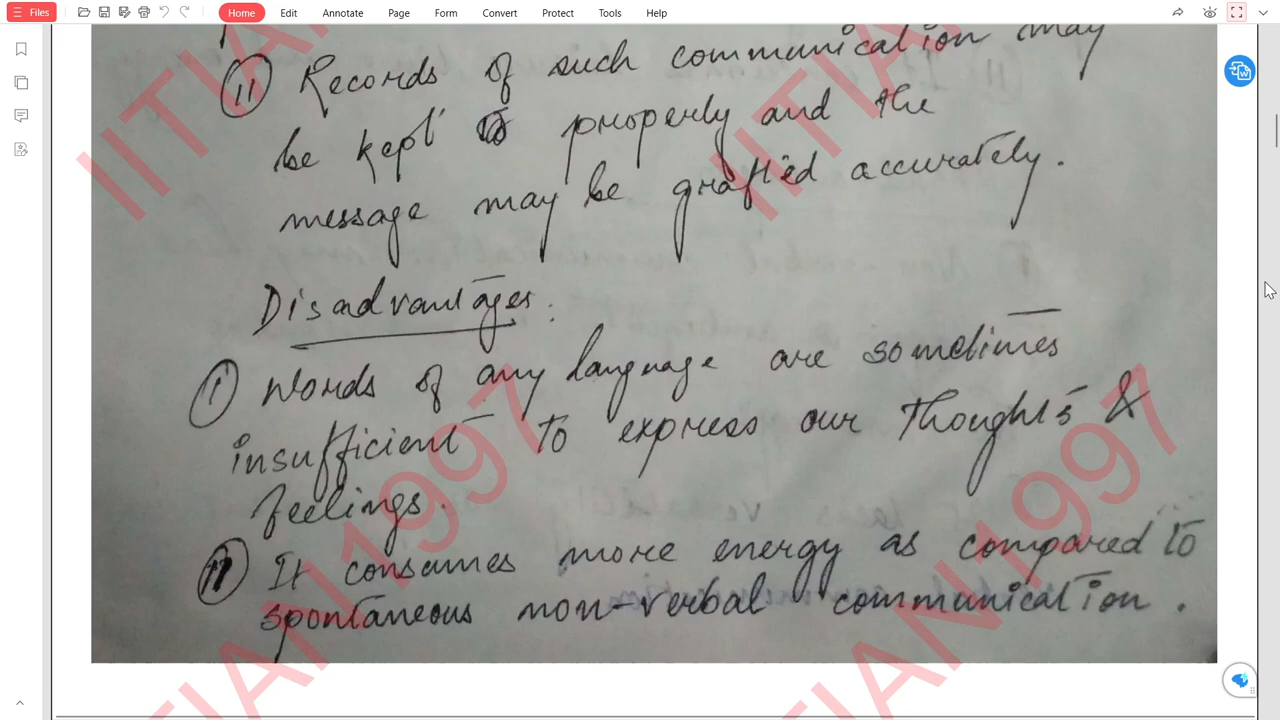 Files
Home Edit Annotate Page Form Convert Protect Tools Help
(ii) Records of such communication may
be kept properly and the
message may be grafted accurately.
Disadvantages:
(i) Words of any language are sometimes
insufficient to express our thoughts &
feelings.
(ii) It consumes more energy as compared to
spontaneous non-verbal communication.
IITIAN1997
IITIAN1997